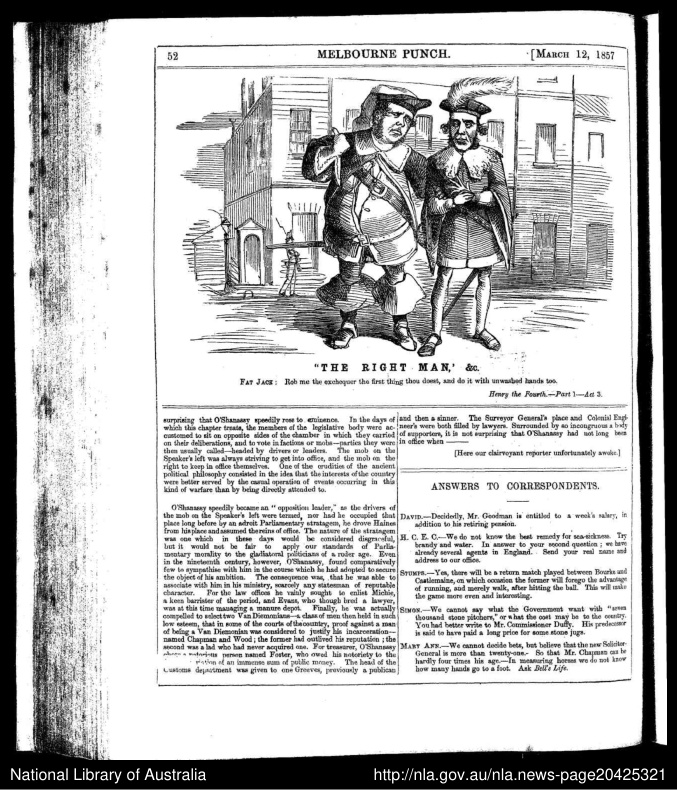 52
MELBOURNE PUNCH.
[MARCH 12, 1857
"THE RIGHT MAN,' &c.
FAT JACK: Rob me the exchequer the first thing thou doest, and do it with unwashed hands too.
Henry the Fourth.—Part 1—Act 3.
surprising that O'Shanassy speedily rose to eminence. In the days of
which this chapter treats, the members of the legislative body were ac-
customed to sit on opposite sides of the chamber in which they carried
on their deliberations, and to vote in factions or mobs—parties they were
then usually called—headed by drivers or leaders. The mob on the
Speaker's left was always striving to get into office, and the mob on the
right to keep in office themselves. One of the crudities of the ancient
political philosophy consisted in the idea that the interests of the country
were better served by the casual operation of events occurring in this
kind of warfare than by being directly attended to.
O'Shanassy speedily became an "opposition leader," as the drivers of
the mob on the Speaker's left were termed, nor had he occupied that
place long before by an adroit Parliamentary stratagem, he drove Haines
from his place and assumed the reins of office. The nature of the stratagem
was one which in these days would be considered disgraceful,
but it would not be fair to apply our standards of Parlia-
mentary morality to the gladiatorial politicians of a ruder age. Even
in the nineteenth century, however, O'Shanassy, found comparatively
few to sympathise with him in the course which he had adopted to secure
the object of his ambition. The consequence was, that he was able to
associate with him in his ministry, scarcely any statesman of reputable
character. For the law offices he vainly sought to enlist Michie,
a keen barrister of the period, and Evans, who though bred a lawyer,
was at this time managing a manure depot. Finally, he was actually
compelled to select two Van Diemonians—a class of men then held in such
low esteem, that in some of the courts of the country, proof against a man
of being a Van Diemonian was considered to justify his incarceration—
named Chapman and Wood; the former had outlived his reputation; the
second was a lad who had never acquired one. For treasurer, O'Shanassy
chose a notorious person named Foster, who owed his notoriety to the
of an immense sum of public money. The head of the
Customs department was given to one Greeves, previously a publican
and then a sinner. The Surveyor General's place and Colonial Engi-
neer's were both filled by lawyers. Surrounded by so incongruous a body
of supporters, it is not surprising that O'Shanassy had not long been
in office when ———
[Here our clairvoyant reporter unfortunately awoke.]
ANSWERS TO CORRESPONDENTS.
DAVID.—Decidedly, Mr. Goodman is entitled to a week's salary, in
addition to his retiring pension.
H. C. E. C.—We do not know the best remedy for sea-sickness. Try
brandy and water. In answer to your second question; we have
already several agents in England. Send your real name and
address to our office.
STUMPS.—Yes, there will be a return match played between Bourke and
Castlemaine, on which occasion the former will forego the advantage
of running, and merely walk, after hitting the ball. This will make
the game more even and interesting.
SIMON.—We cannot say what the Government want with "seven
thousand stone pitchers," or what the cost may be to the country.
You had better write to Mr. Commissioner Duffy. His predecessor
is said to have paid a long price for some stone jugs.
MARY ANN.—We cannot decide bets, but believe that the new Solicitor-
General is more than twenty-one. So that Mr. Chapman can be
hardly four times his age.—In measuring horses we do not know
how many hands go to a foot. Ask Bell's Life.
National Library of Australia
http://nla.gov.au/nla.news-page20425321